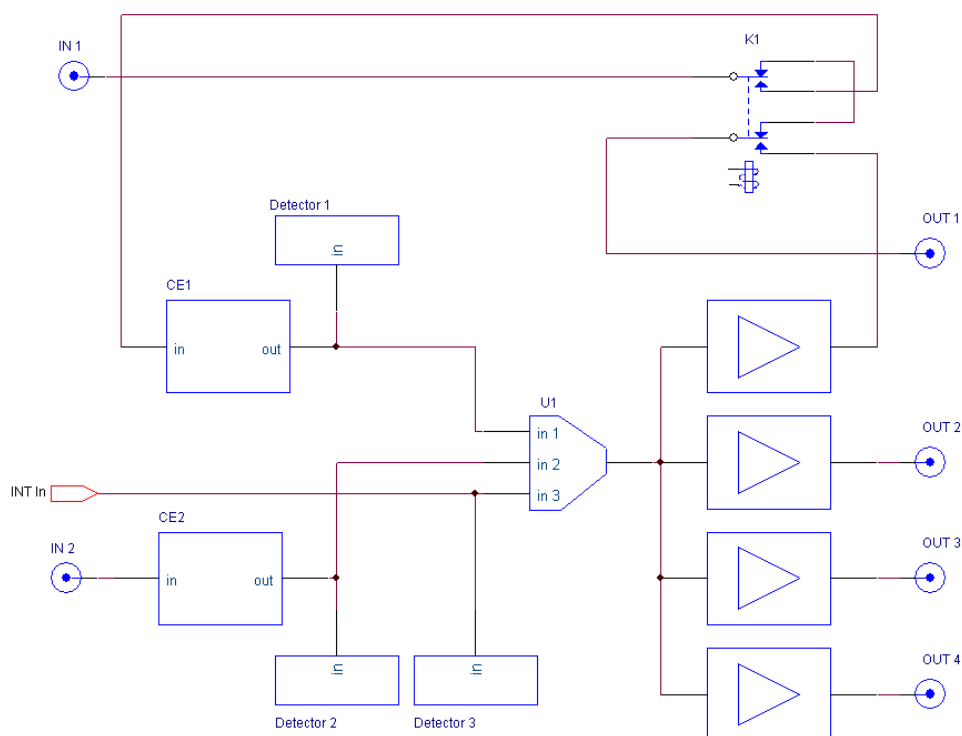 IN 1
K1
Detector 1
in
OUT 1
CE1
in
out
U1
in 1
in 2
in 3
OUT 2
INT In
CE2
IN 2
in
out
OUT 3
in
in
OUT 4
Detector 2
Detector 3